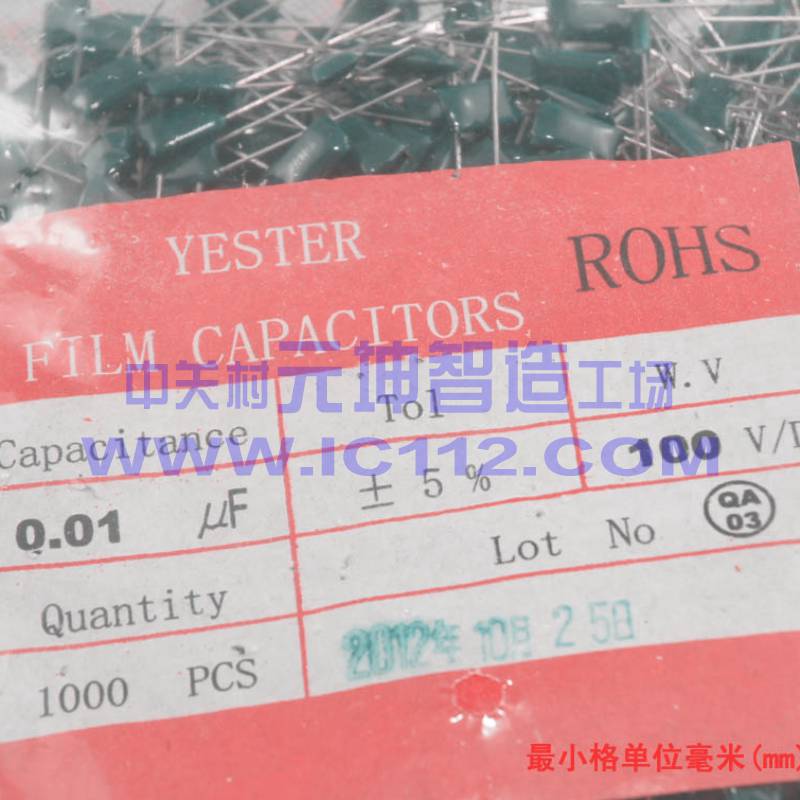 YESTER
ROHS
FILM CAPACITORS
中关村元坤智造工场
Capacitance
Tol
W.V
WWW.IC112.COM
0.01 μF
± 5 %
100 V/D
Lot No
QA
03
Quantity
2012年10月25日
1000 PCS
最小格单位毫米(mm)